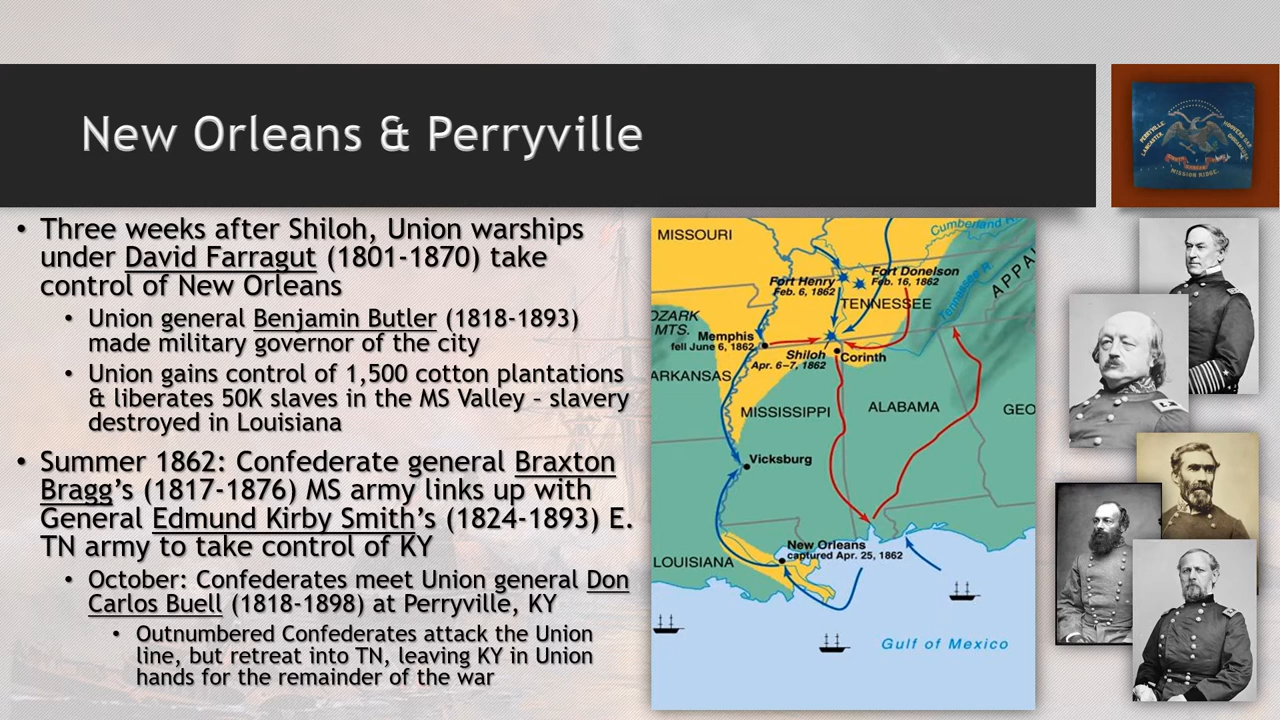 New Orleans & Perryville
PERRYVILLE
LANCASTER
MISSION RIDGE.
• Three weeks after Shiloh, Union warships
under David Farragut (1801-1870) take
control of New Orleans
• Union general Benjamin Butler (1818-1893)
made military governor of the city
• Union gains control of 1,500 cotton plantations
& liberates 50K slaves in the MS Valley – slavery
destroyed in Louisiana
• Summer 1862: Confederate general Braxton
Bragg’s (1817-1876) MS army links up with
General Edmund Kirby Smith’s (1824-1893) E.
TN army to take control of KY
• October: Confederates meet Union general Don
Carlos Buell (1818-1898) at Perryville, KY
• Outnumbered Confederates attack the Union
line, but retreat into TN, leaving KY in Union
hands for the remainder of the war
MISSOURI
Cumberland R
Fort Henry
Feb. 6, 1862
Fort Donelson
Feb. 16, 1862
TENNESSEE
Tennessee R.
APPAL
OZARK
MTS.
Memphis
fell June 6, 1862
Shiloh
Apr. 6–7, 1862
Corinth
ARKANSAS
MISSISSIPPI
ALABAMA
GEO
Vicksburg
LOUISIANA
New Orleans
captured Apr. 25, 1862
Gulf of Mexico